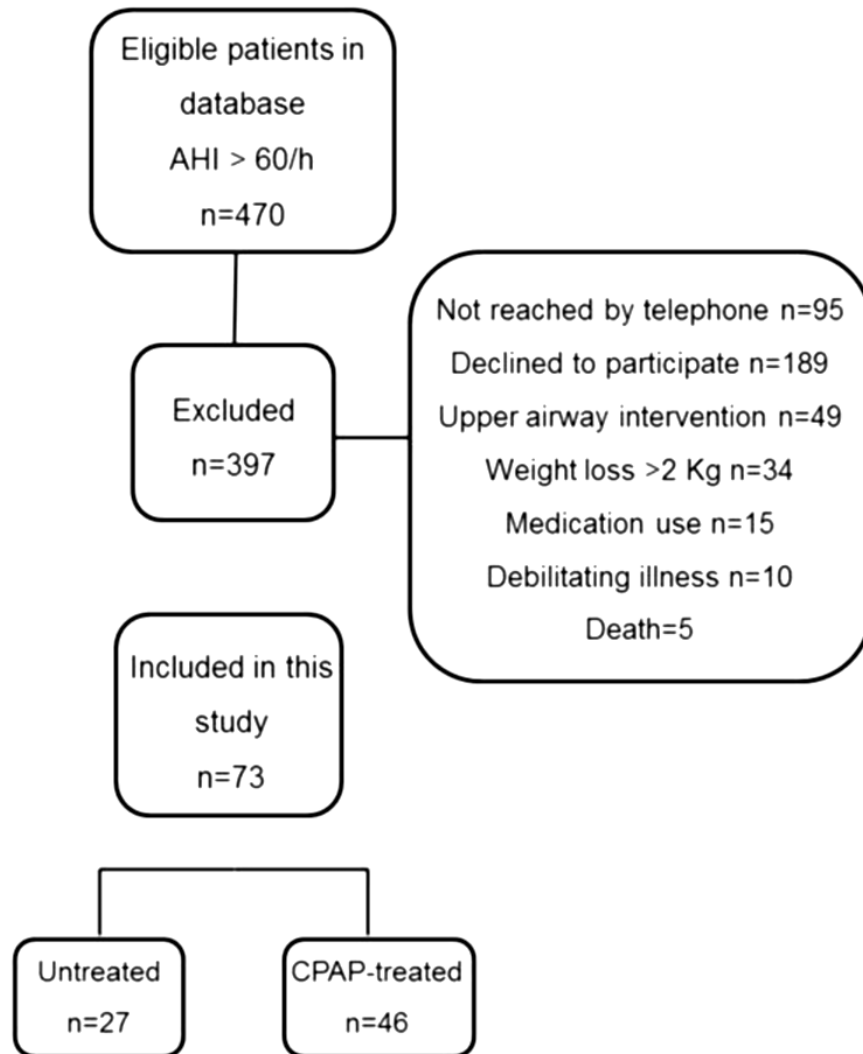 Eligible patients in
database
AHI > 60/h
n=470
Excluded
n=397
Not reached by telephone n=95
Declined to participate n=189
Upper airway intervention n=49
Weight loss >2 Kg n=34
Medication use n=15
Debilitating illness n=10
Death=5
Included in this
study
n=73
Untreated
n=27
CPAP-treated
n=46